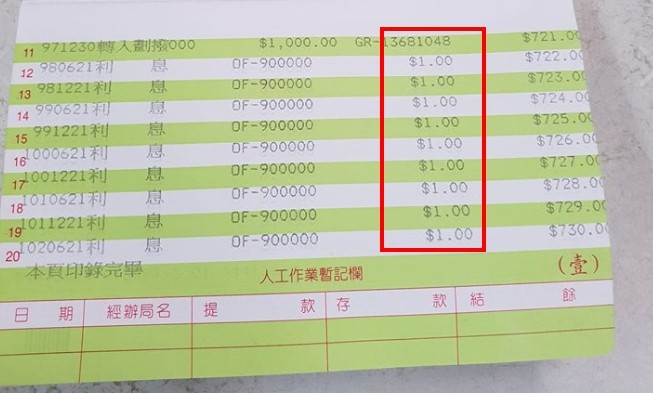 11 971230轉入劃撥000 $1,000.00 GR-13681048 $721.00
12 980621利 息 OF-900000 $1.00 $722.00
13 981221利 息 OF-900000 $1.00 $723.00
14 990621利 息 OF-900000 $1.00 $724.00
15 991221利 息 OF-900000 $1.00 $725.00
16 1000621利 息 OF-900000 $1.00 $726.00
17 1001221利 息 OF-900000 $1.00 $727.00
18 1010621利 息 OF-900000 $1.00 $728.00
19 1011221利 息 OF-900000 $1.00 $729.00
20 1020621利 息 OF-900000 $1.00 $730.00
本頁印錄完畢 人工作業暫記欄 (壹)
日 期 經辦局名 提 款 存 款 結 餘